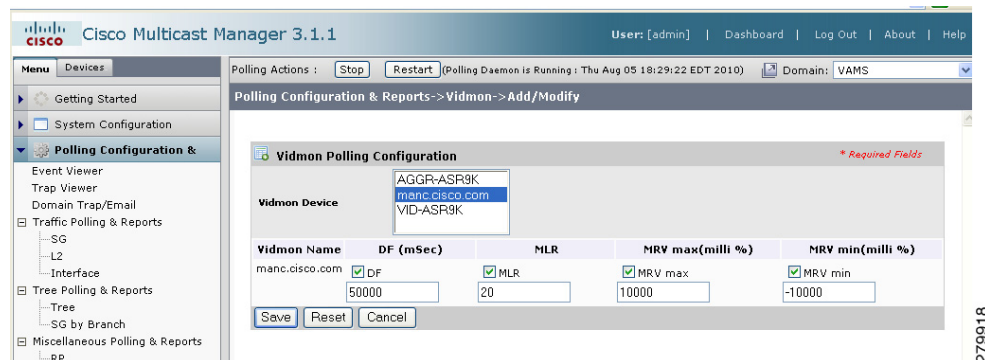 CISCO Cisco Multicast Manager 3.1.1
User: [admin] | Dashboard | Log Out | About | Help
Menu Devices
Polling Actions : Stop Restart (Polling Daemon is Running : Thu Aug 05 18:29:22 EDT 2010) Domain: VAMS
Polling Configuration & Reports->Vidmon->Add/Modify
Getting Started
System Configuration
Polling Configuration &
Event Viewer
Trap Viewer
Domain Trap/Email
Traffic Polling & Reports
SG
L2
Interface
Tree Polling & Reports
Tree
SG by Branch
Miscellaneous Polling & Reports
RP
Vidmon Polling Configuration
* Required Fields
Vidmon Device
AGGR-ASR9K
manc.cisco.com
VID-ASR9K
Vidmon Name DF (mSec) MLR MRV max(milli %) MRV min(milli %)
manc.cisco.com DF MLR MRV max MRV min
50000 20 10000 -10000
Save Reset Cancel
279918